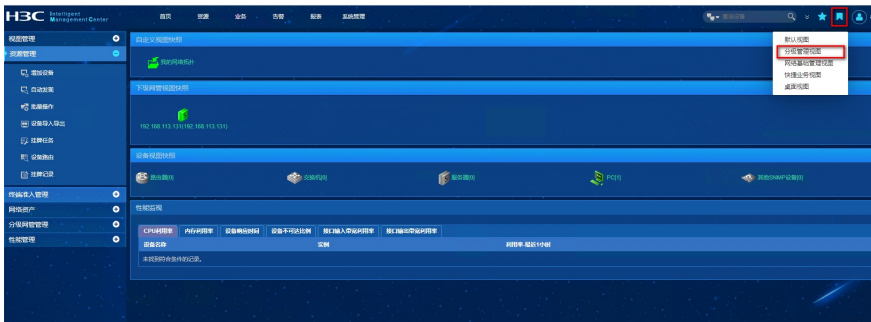 H3C Intelligent Management Center
首页 资源 业务 告警 报表 系统管理
默认视图
分级管理视图
网络基础管理视图
快捷业务视图
桌面视图
视图管理
资源管理
增加设备
自动发现
批量操作
设备导入导出
挂牌任务
设备路由
挂牌记录
终端准入管理
网络资产
分级网管管理
性能管理
自定义视图快照
我的网络拓扑
下级网管视图快照
192.168.113.131(192.168.113.131)
设备视图快照
路由器[0] 交换机[0] 服务器[0] PC[1] 其他SNMP设备[0]
性能监视
CPU利用率 内存利用率 设备响应时间 设备不可达比例 接口输入带宽利用率 接口输出带宽利用率
设备名称 实例 利用率-最近1小时
未找到符合条件的记录。